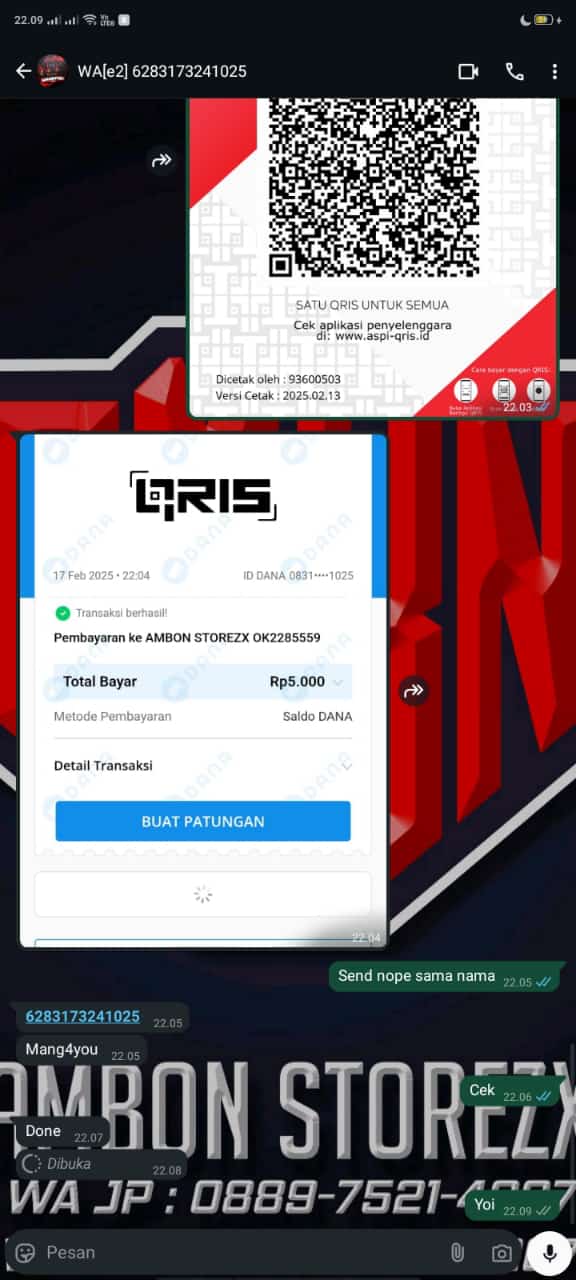 22.09
Vo
LTE2
WA[e2] 6283173241025
SATU QRIS UNTUK SEMUA
Cek aplikasi penyelenggara
di: www.aspi-qris.id
Cara bayar dengan QRIS:
Dicetak oleh : 93600503
Versi Cetak : 2025.02.13
22.03
QRIS
17 Feb 2025 • 22:04
ID DANA 0831••••1025
Transaksi berhasil!
Pembayaran ke AMBON STOREZX OK2285559
Total Bayar
Rp5.000
Metode Pembayaran
Saldo DANA
Detail Transaksi
BUAT PATUNGAN
DANA
22.04
Send nope sama nama 22.05
6283173241025 22.05
Mang4you 22.05
AMBON STOREZX
Cek 22.06
Done 22.07
Dibuka 22.08
WA JP : 0889-7521-4
Yoi 22.09
Pesan